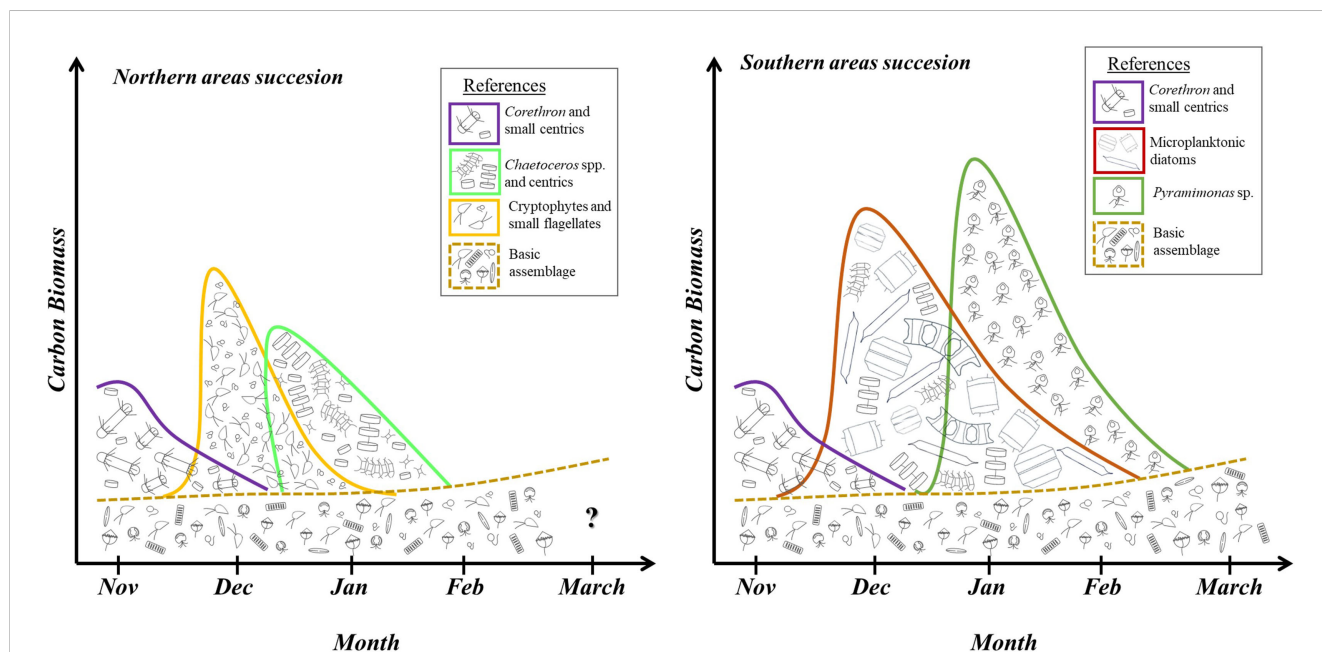 Northern areas succesion
References
Corethron and
small centrics
Chaetoceros spp.
and centrics
Cryptophytes and
small flagellates
Basic
assemblage
Carbon Biomass
?
Nov
Dec
Jan
Feb
March
Month
Southern areas succesion
References
Corethron and
small centrics
Microplanktonic
diatoms
Pyramimonas sp.
Basic
assemblage
Carbon Biomass
Nov
Dec
Jan
Feb
March
Month